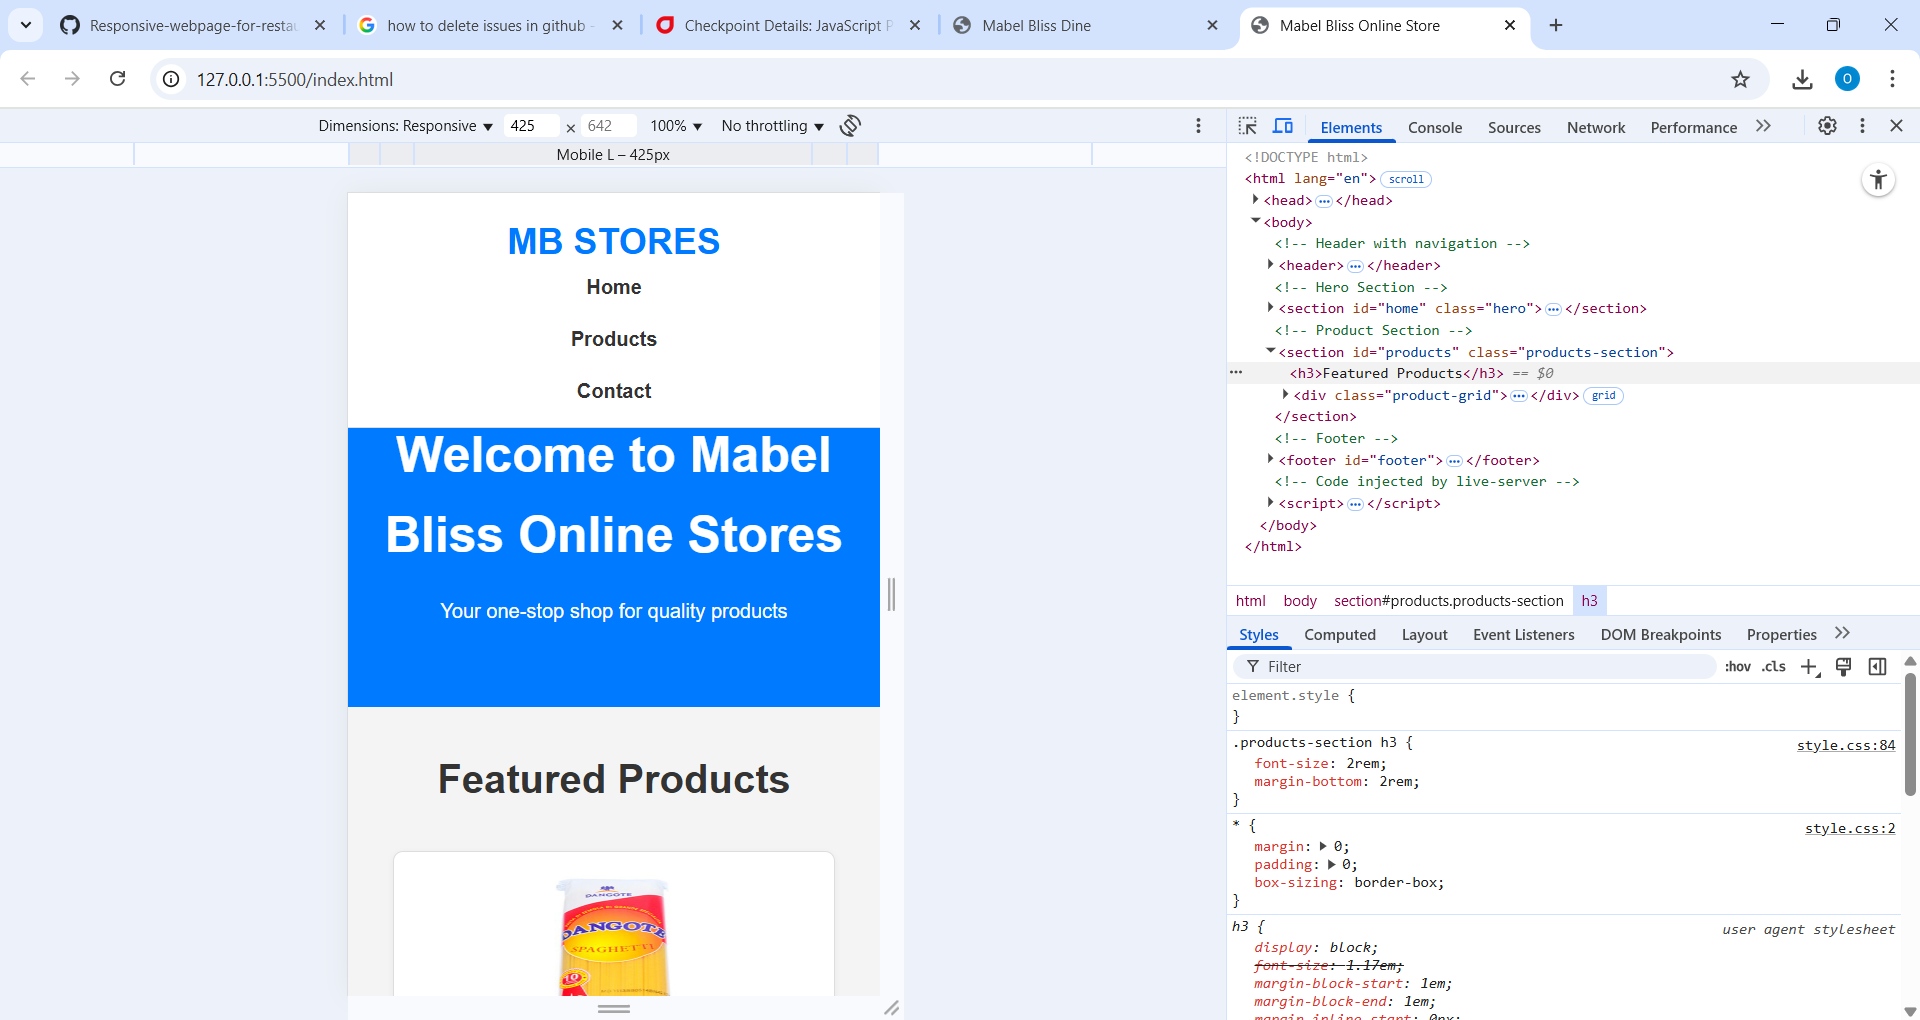 Responsive-webpage-for-restau
how to delete issues in github -
Checkpoint Details: JavaScript P
Mabel Bliss Dine
Mabel Bliss Online Store
127.0.0.1:5500/index.html
O
Dimensions: Responsive
425
×
642
100%
No throttling
Mobile L – 425px
MB STORES
Home
Products
Contact
Welcome to Mabel
Bliss Online Stores
Your one-stop shop for quality products
Featured Products
DANGOTE
DANGOTE
SPAGHETTI
10
Elements
Console
Sources
Network
Performance
<!DOCTYPE html>
<html lang="en"> scroll
<head> … </head>
<body>
<!-- Header with navigation -->
<header> … </header>
<!-- Hero Section -->
<section id="home" class="hero"> … </section>
<!-- Product Section -->
<section id="products" class="products-section">
… <h3>Featured Products</h3> == $0
<div class="product-grid"> … </div> grid
</section>
<!-- Footer -->
<footer id="footer"> … </footer>
<!-- Code injected by live-server -->
<script> … </script>
</body>
</html>
html body section#products.products-section h3
Styles
Computed
Layout
Event Listeners
DOM Breakpoints
Properties
Filter
:hov .cls
element.style {
}
.products-section h3 { style.css:84
font-size: 2rem;
margin-bottom: 2rem;
}
* { style.css:2
margin: 0;
padding: 0;
box-sizing: border-box;
}
h3 { user agent stylesheet
display: block;
font-size: 1.17em;
margin-block-start: 1em;
margin-block-end: 1em;
margin-inline-start: 0px;